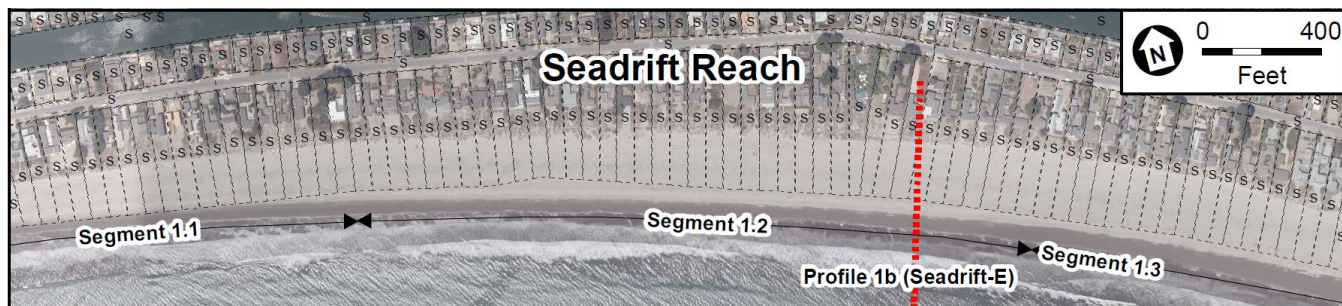 Seadrift Reach
N
0 400
Feet
Segment 1.1
Segment 1.2
Segment 1.3
Profile 1b (Seadrift-E)